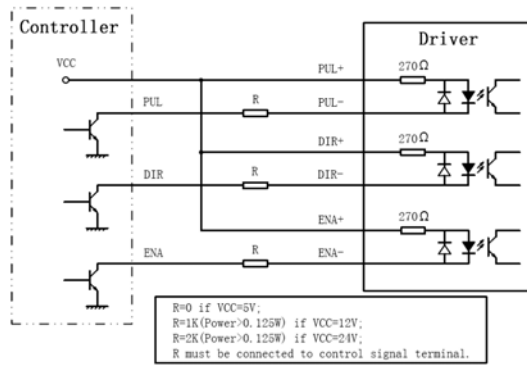 Controller
Driver
VCC
PUL+
270Ω
PUL
R
PUL-
DIR+
270Ω
DIR
R
DIR-
ENA+
270Ω
ENA
R
ENA-
R=0 if VCC=5V;
R=1K(Power>0.125W) if VCC=12V;
R=2K(Power>0.125W) if VCC=24V;
R must be connected to control signal terminal.